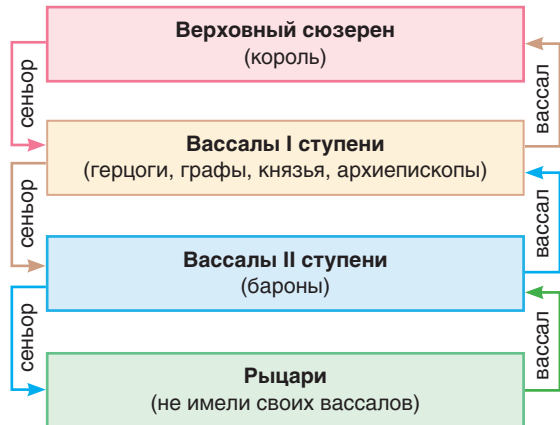 Верховный сюзерен
(король)
сеньор
вассал
Вассалы I ступени
(герцоги, графы, князья, архиепископы)
сеньор
вассал
Вассалы II ступени
(бароны)
сеньор
вассал
Рыцари
(не имели своих вассалов)